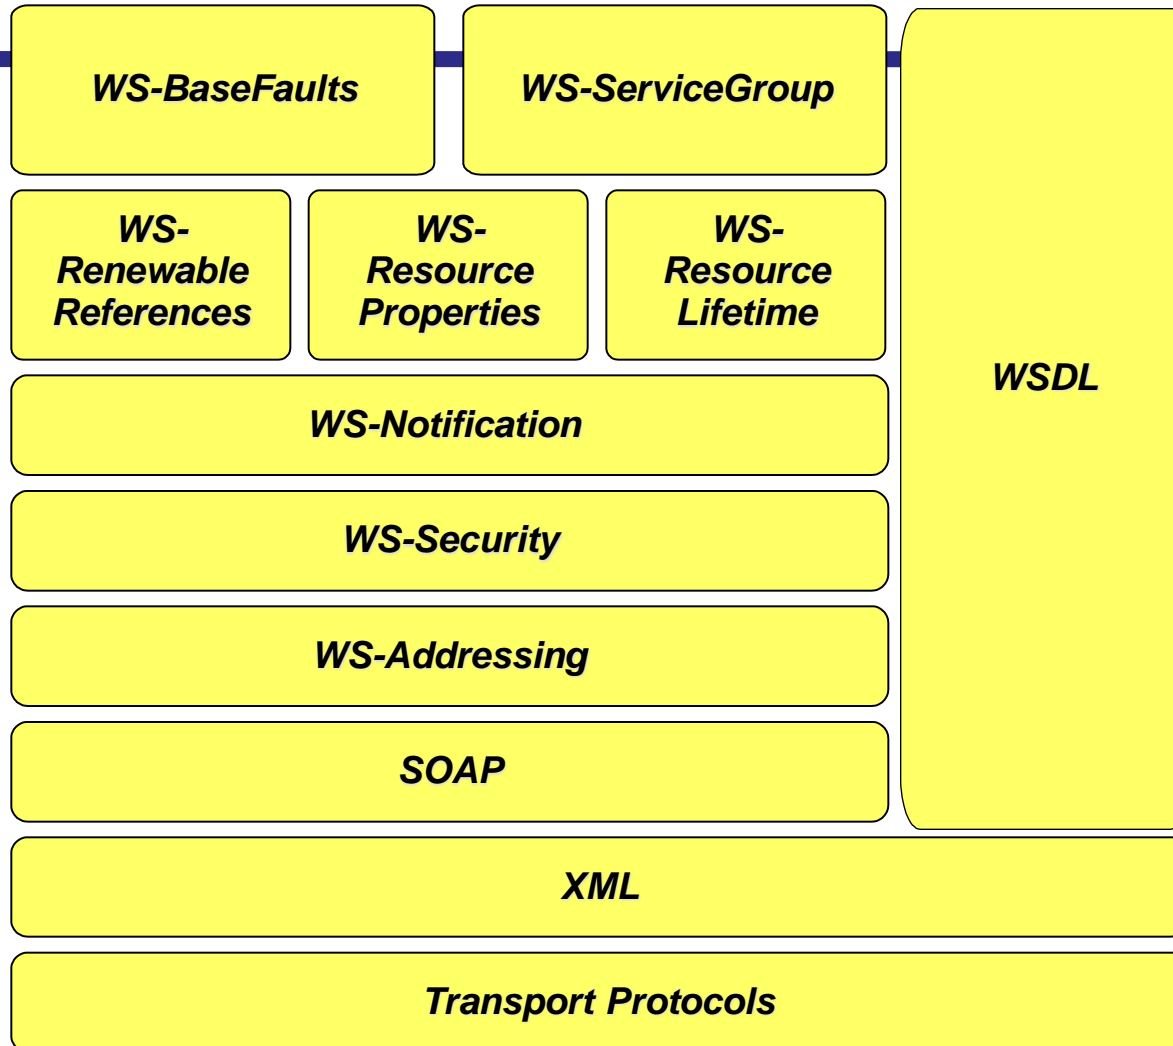 WS-BaseFaults
WS-ServiceGroup
WS-
Renewable
References
WS-
Resource
Properties
WS-
Resource
Lifetime
WSDL
WS-Notification
WS-Security
WS-Addressing
SOAP
XML
Transport Protocols